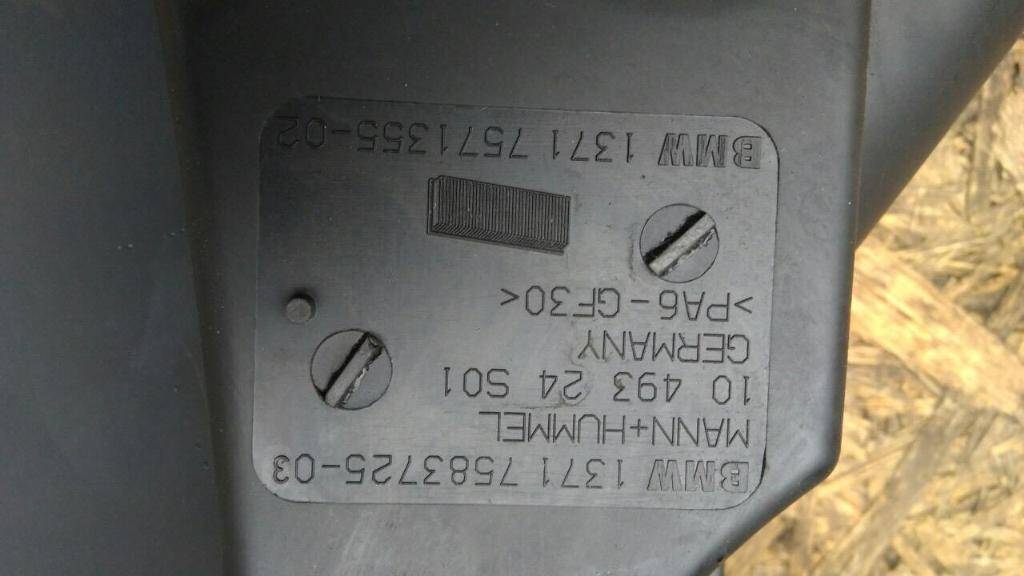 BMW 1371 7583725-03
MANN+HUMMEL
10 493 24 S01
GERMANY
>PA6-GF30<
BMW 1371 7571355-02